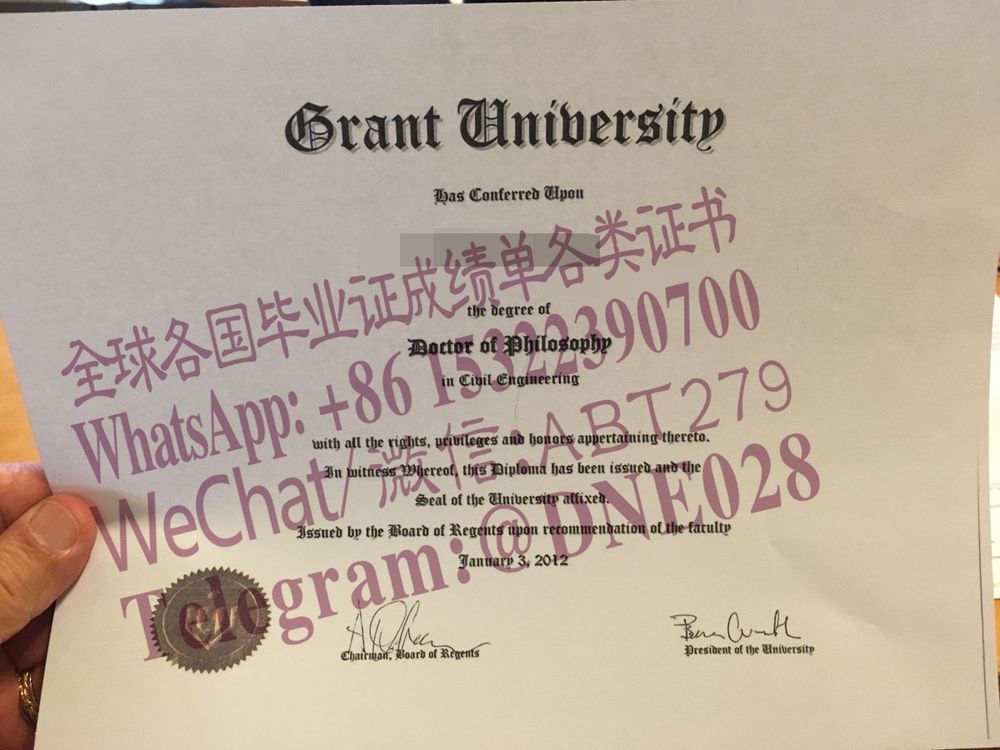 Grant University
Has Conferred Upon
全球各国毕业证成绩单各类证书
the degree of
Doctor of Philosophy
in Civil Engineering
WhatsApp: +86 15322390700
with all the rights, privileges and honors appertaining thereto.
In witness Whereof, this Diploma has been issued and the
Seal of the University affixed.
WeChat/微信:ABT279
Issued by the Board of Regents upon recommendation of the faculty
January 3, 2012
Telegram:@DNE028
Chairman, Board of Regents
President of the University